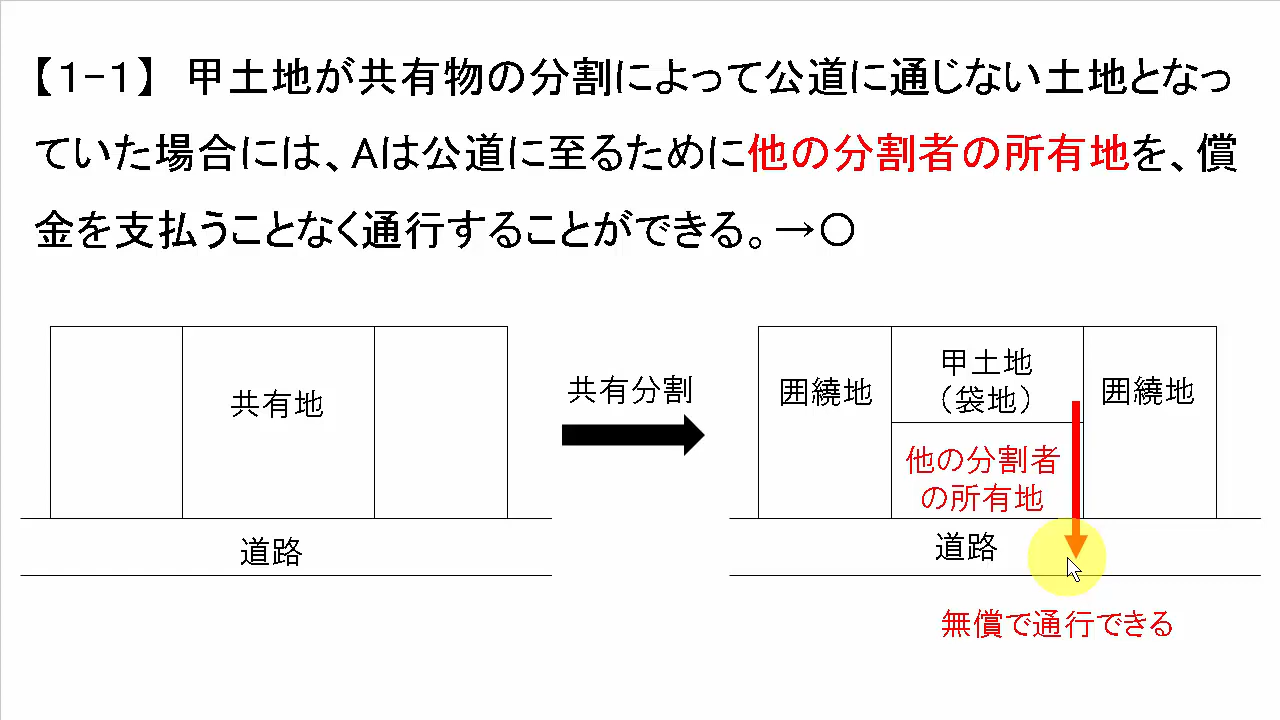 【１-１】 甲土地が共有物の分割によって公道に通じない土地となっ
ていた場合には、Aは公道に至るために他の分割者の所有地を、償
金を支払うことなく通行することができる。→〇
共有地
道路
共有分割
囲繞地
甲土地
（袋地）
囲繞地
他の分割者
の所有地
道路
無償で通行できる